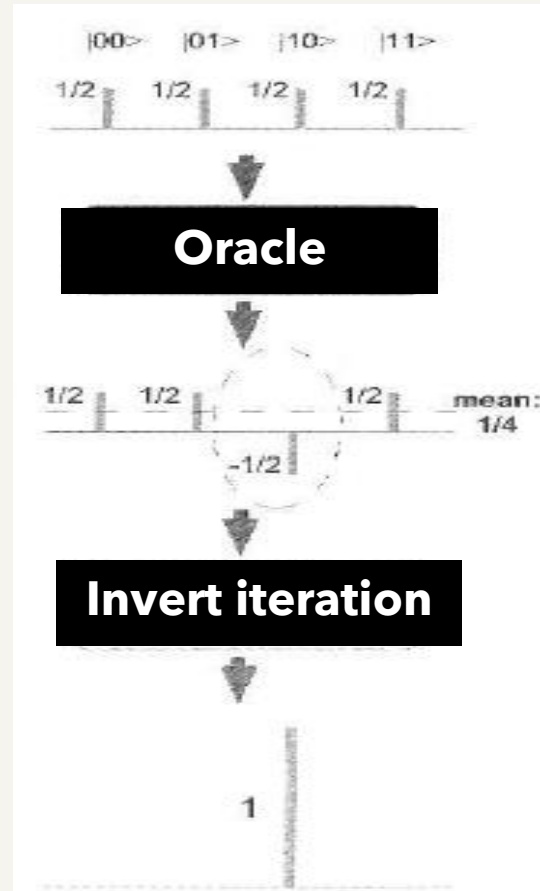 |00> |01> |10> |11>
1/2 1/2 1/2 1/2
Oracle
1/2 1/2 1/2 mean:
1/4
-1/2
Invert iteration
1